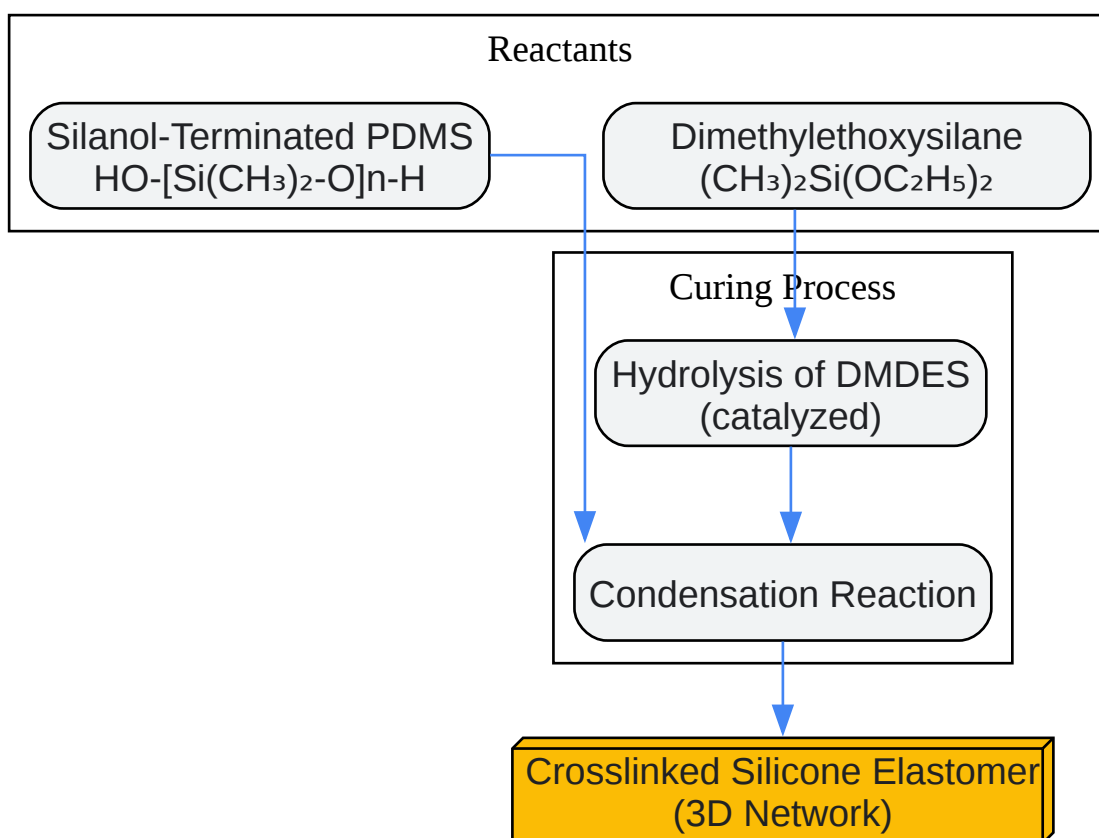 Reactants
Silanol-Terminated PDMS
HO-[Si(CH₃)₂-O]n-H
Dimethylethoxysilane
(CH₃)₂Si(OC₂H₅)₂
Curing Process
Hydrolysis of DMDES
(catalyzed)
Condensation Reaction
Crosslinked Silicone Elastomer
(3D Network)